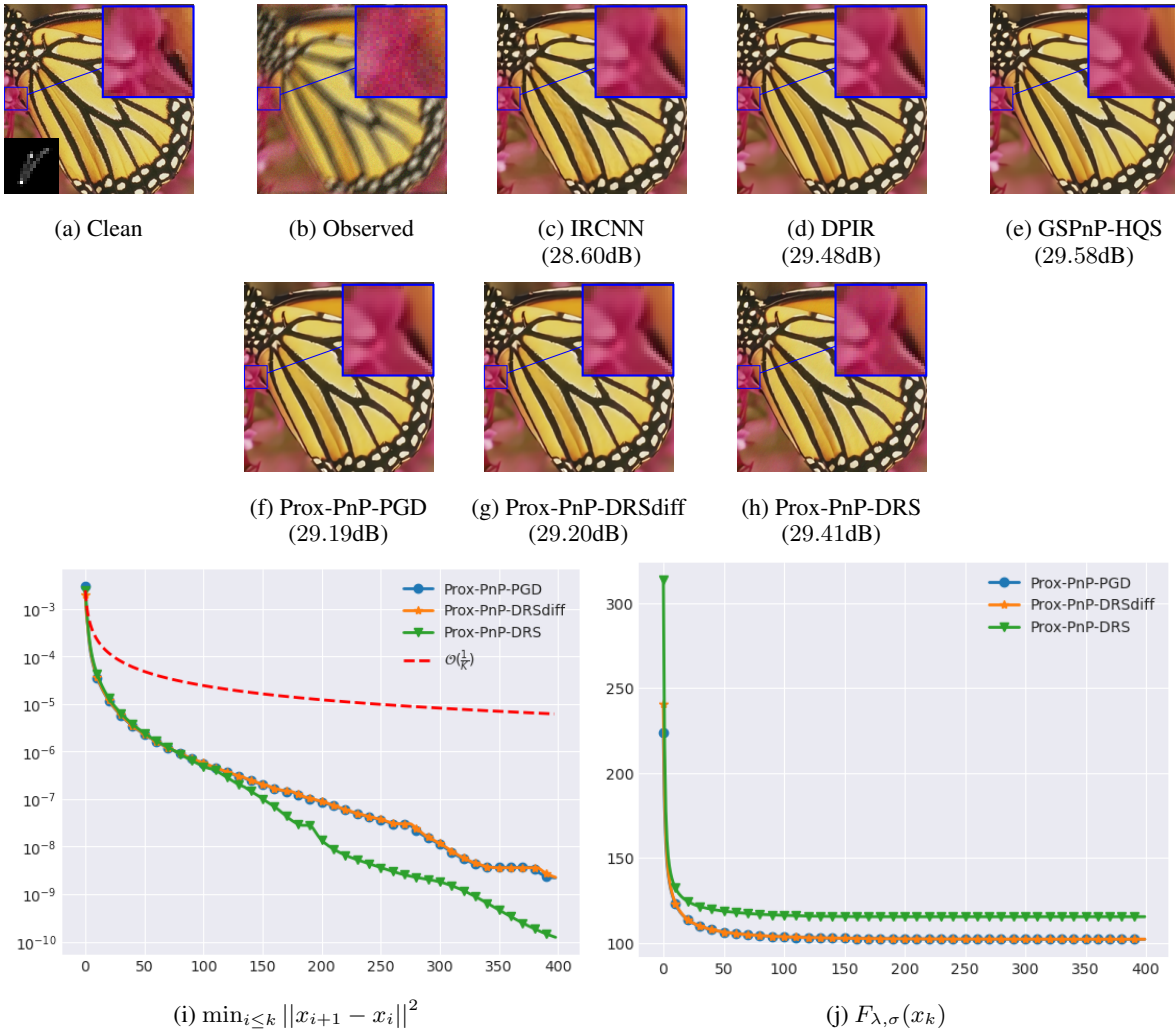 (a) Clean
(b) Observed
(c) IRCNN
(28.60dB)
(d) DPIR
(29.48dB)
(e) GSPnP-HQS
(29.58dB)
(f) Prox-PnP-PGD
(29.19dB)
(g) Prox-PnP-DRSdiff
(29.20dB)
(h) Prox-PnP-DRS
(29.41dB)
10⁻³
10⁻⁴
10⁻⁵
10⁻⁶
10⁻⁷
10⁻⁸
10⁻⁹
10⁻¹⁰
0 50 100 150 200 250 300 350 400
Prox-PnP-PGD
Prox-PnP-DRSdiff
Prox-PnP-DRS
𝒪(1/K)
(i) min_{i≤k} ||x_{i+1} − x_i||²
300
250
200
150
100
0 50 100 150 200 250 300 350 400
Prox-PnP-PGD
Prox-PnP-DRSdiff
Prox-PnP-DRS
(j) F_{λ,σ}(x_k)